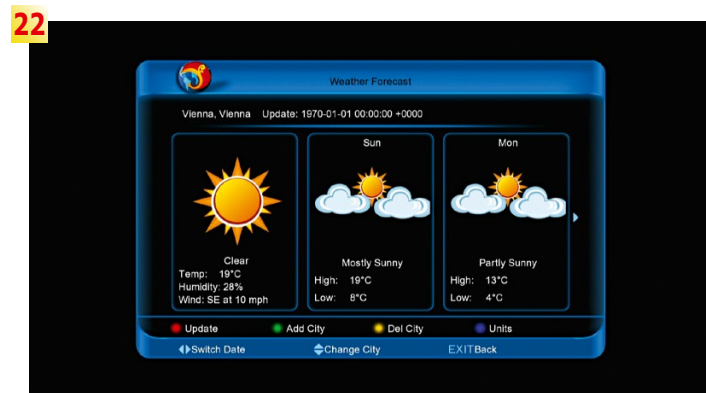 22
Weather Forecast
Vienna, Vienna Update: 1970-01-01 00:00:00 +0000
Clear
Temp: 19°C
Humidity: 28%
Wind: SE at 10 mph
Sun
Mostly Sunny
High: 19°C
Low: 8°C
Mon
Partly Sunny
High: 13°C
Low: 4°C
Update Add City Del City Units
Switch Date Change City EXITBack